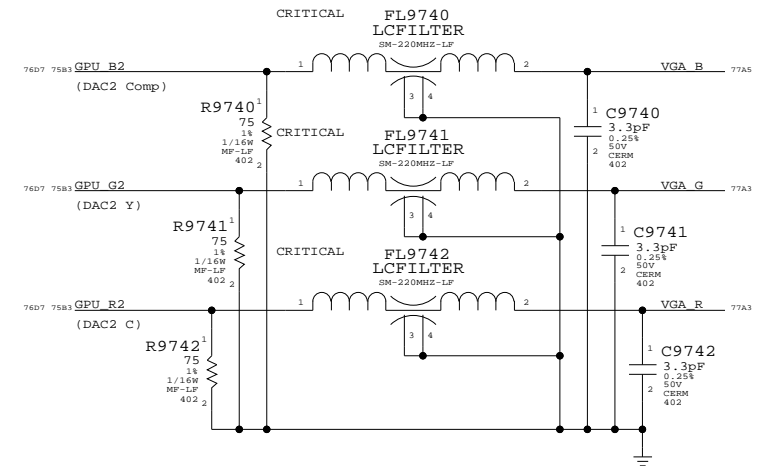 CRITICAL
FL9740
LCFILTER
SM-220MHZ-LF
1
2
76D7 75B3 GPU_B2
VGA_B 77A5
(DAC2 Comp)
3 4
R9740 1
75
1%
1/16W
MF-LF
402 2
1 C9740
3.3pF
0.25%
50V
2 CERM
402
CRITICAL
FL9741
LCFILTER
SM-220MHZ-LF
1
2
76D7 75B3 GPU_G2
VGA_G 77A3
(DAC2 Y)
3 4
R9741 1
75
1%
1/16W
MF-LF
402 2
1 C9741
3.3pF
0.25%
50V
2 CERM
402
CRITICAL
FL9742
LCFILTER
SM-220MHZ-LF
1
2
76D7 75B3 GPU_R2
VGA_R 77A3
(DAC2 C)
3 4
R9742 1
75
1%
1/16W
MF-LF
402 2
1 C9742
3.3pF
0.25%
50V
2 CERM
402